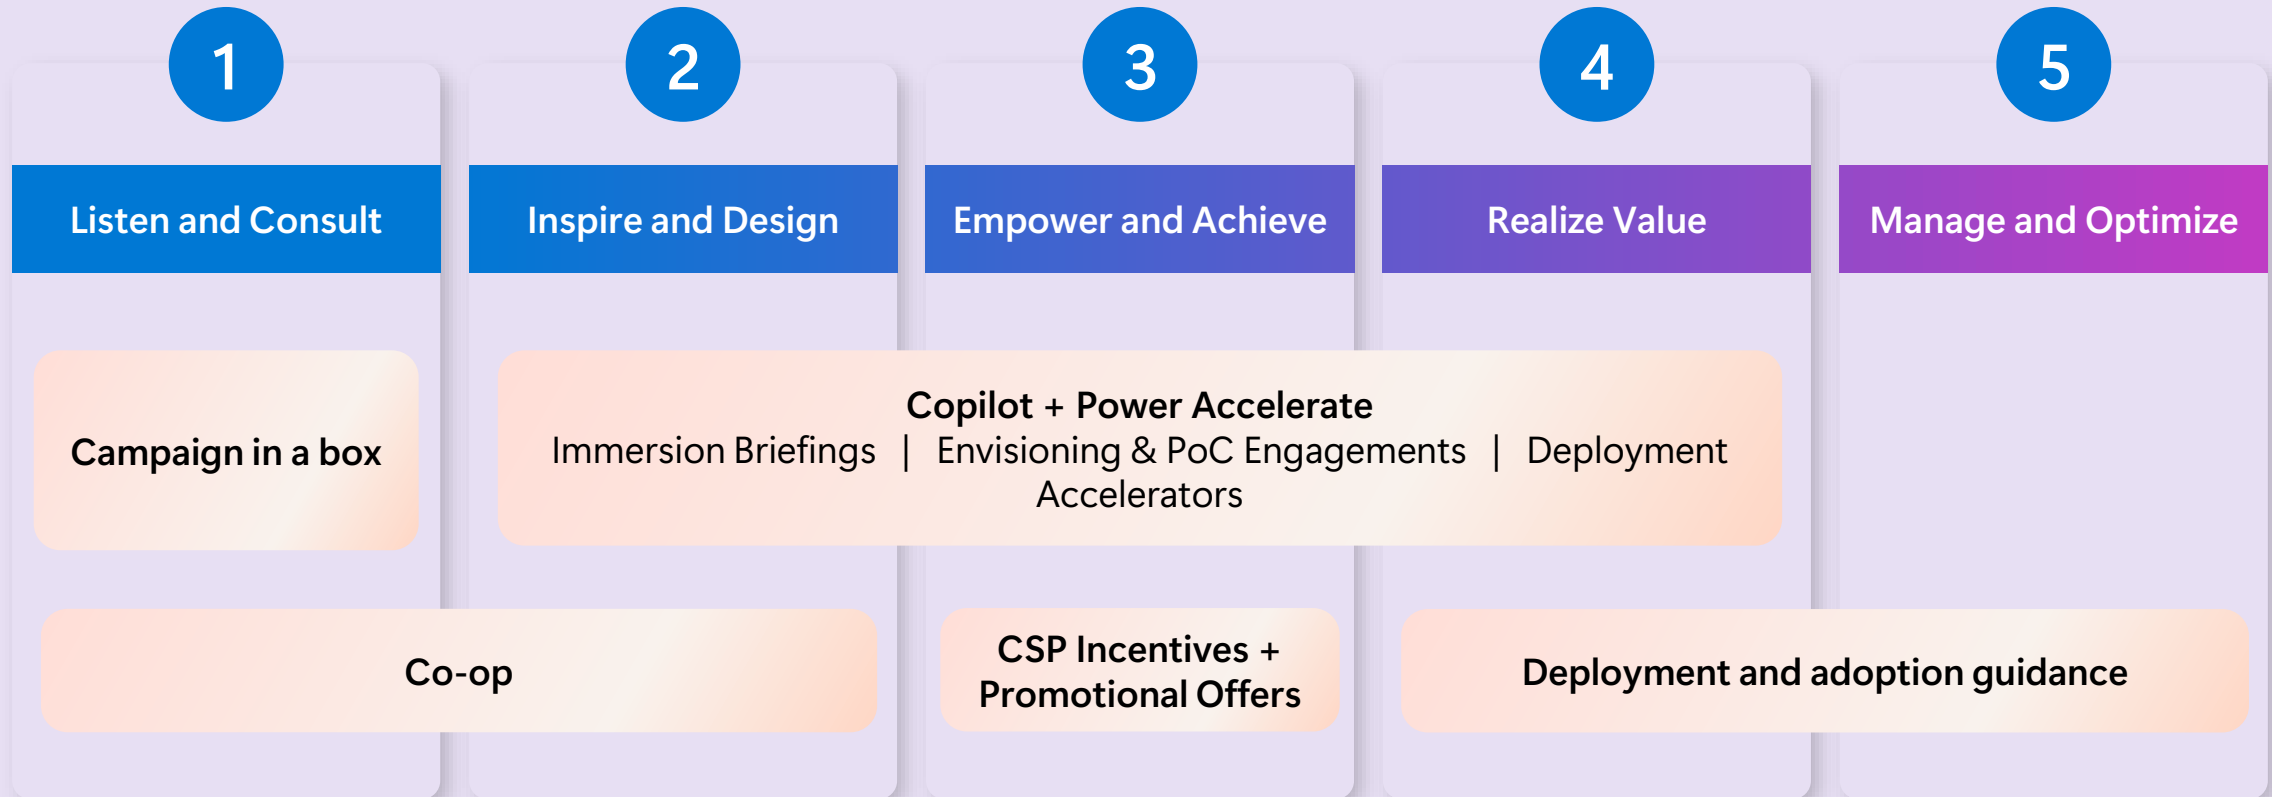 1
2
3
4
5
Listen and Consult
Inspire and Design
Empower and Achieve
Realize Value
Manage and Optimize
Campaign in a box
Copilot + Power Accelerate
Immersion Briefings | Envisioning & PoC Engagements | Deployment
Accelerators
Co-op
CSP Incentives +
Promotional Offers
Deployment and adoption guidance